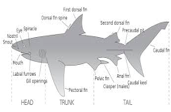 First dorsal fin
Dorsal fin spine
Second dorsal fin
Eye
Spiracle
Nostril
Snout
Precaudal pit
Caudal fin
Mouth
Labial furrows
Gill openings
Pectoral fin
Pelvic fin
Anal fin
Clasper (males)
Caudal keel
HEAD
TRUNK
TAIL